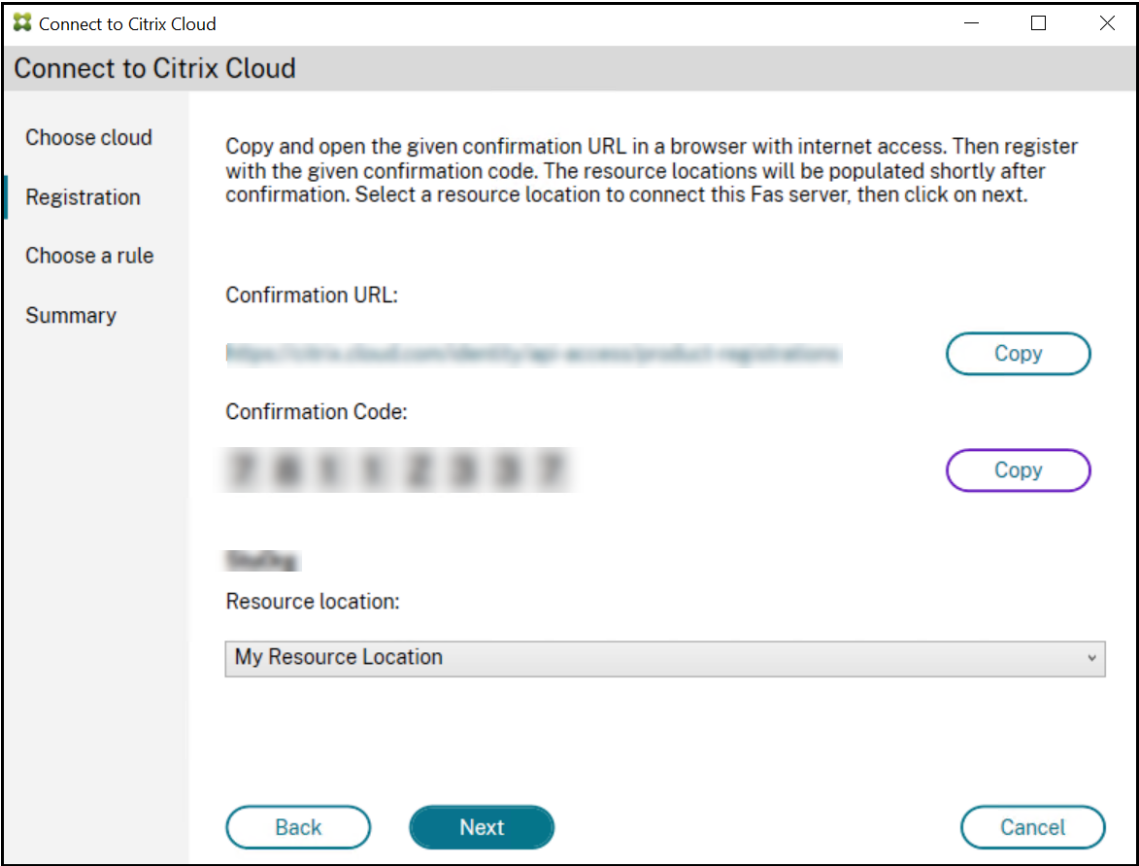 Connect to Citrix Cloud
Connect to Citrix Cloud
Choose cloud
Registration
Choose a rule
Summary
Copy and open the given confirmation URL in a browser with internet access. Then register
with the given confirmation code. The resource locations will be populated shortly after
confirmation. Select a resource location to connect this Fas server, then click on next.
Confirmation URL:
Copy
Confirmation Code:
Copy
Resource location:
My Resource Location
Back
Next
Cancel